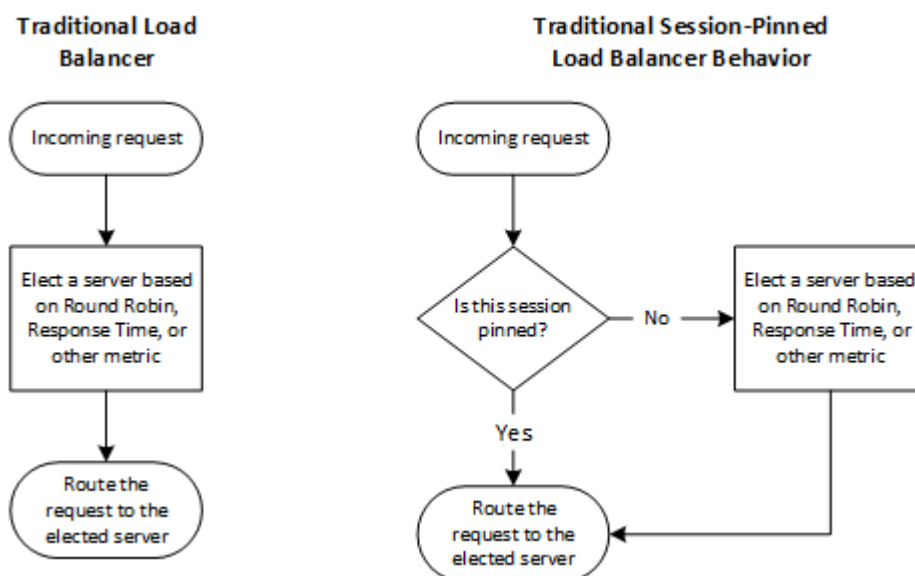 Traditional Load
Balancer
Incoming request
Elect a server based
on Round Robin,
Response Time, or
other metric
Route the
request to the
elected server
Traditional Session-Pinned
Load Balancer Behavior
Incoming request
Is this session
pinned?
No
Elect a server based
on Round Robin,
Response Time, or
other metric
Yes
Route the
request to the
elected server